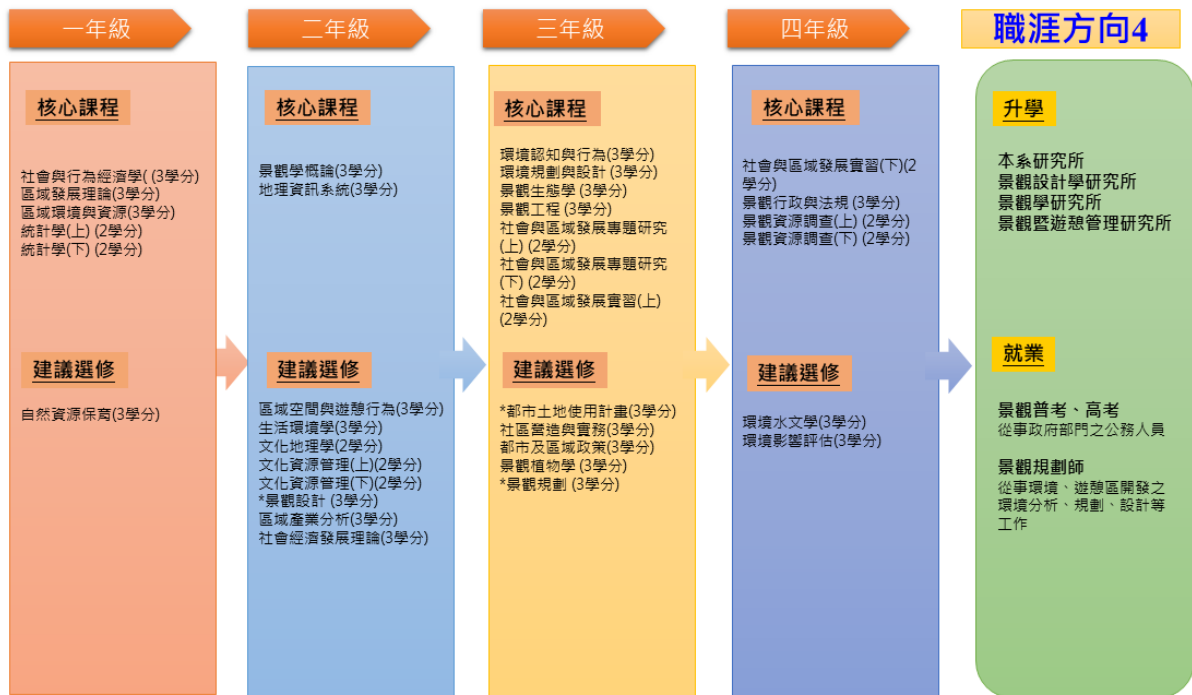 一年級
核心課程
社會與行為經濟學( (3學分)
區域發展理論(3學分)
區域環境與資源(3學分)
統計學(上) (2學分)
統計學(下) (2學分)
建議選修
自然資源保育(3學分)
二年級
核心課程
景觀學概論(3學分)
地理資訊系統(3學分)
建議選修
區域空間與遊憩行為(3學分)
生活環境學(3學分)
文化地理學(2學分)
文化資源管理(上)(2學分)
文化資源管理(下)(2學分)
*景觀設計 (3學分)
區域產業分析(3學分)
社會經濟發展理論(3學分)
三年級
核心課程
環境認知與行為(3學分)
環境規劃與設計 (3學分)
景觀生態學 (3學分)
景觀工程 (3學分)
社會與區域發展專題研究
(上) (2學分)
社會與區域發展專題研究
(下) (2學分)
社會與區域發展實習(上)
(2學分)
建議選修
*都市土地使用計畫(3學分)
社區營造與實務(3學分)
都市及區域政策(3學分)
景觀植物學 (3學分)
*景觀規劃 (3學分)
四年級
核心課程
社會與區域發展實習(下)(2
學分)
景觀行政與法規 (3學分)
景觀資源調查(上) (2學分)
景觀資源調查(下) (2學分)
建議選修
環境水文學(3學分)
環境影響評估(3學分)
職涯方向4
升學
本系研究所
景觀設計學研究所
景觀學研究所
景觀暨遊憩管理研究所
就業
景觀普考、高考
從事政府部門之公務人員
景觀規劃師
從事環境、遊憩區開發之
環境分析、規劃、設計等
工作